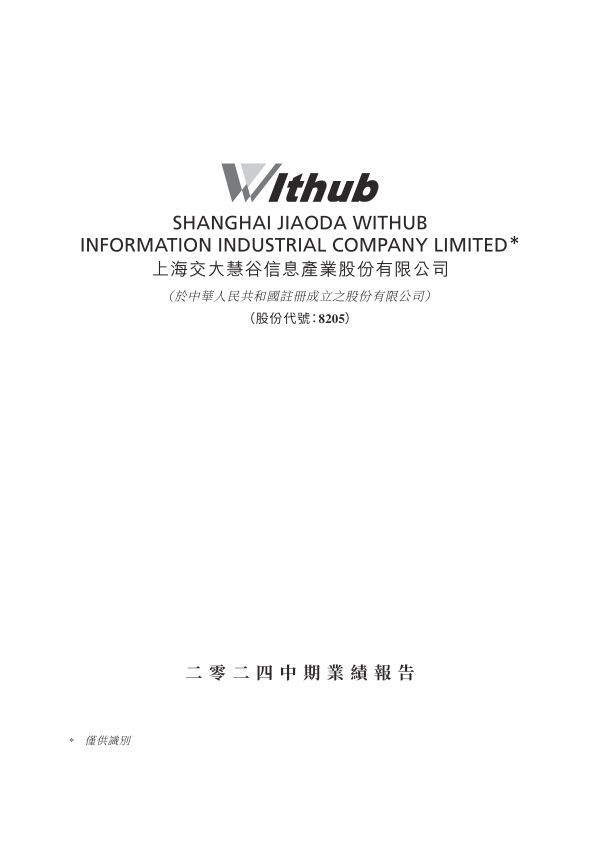 WIthub
SHANGHAI JIAODA WITHUB
INFORMATION INDUSTRIAL COMPANY LIMITED*
上海交大慧谷信息產業股份有限公司
（於中華人民共和國註冊成立之股份有限公司）
（股份代號：8205）
二零二四中期業績報告
* 僅供識別